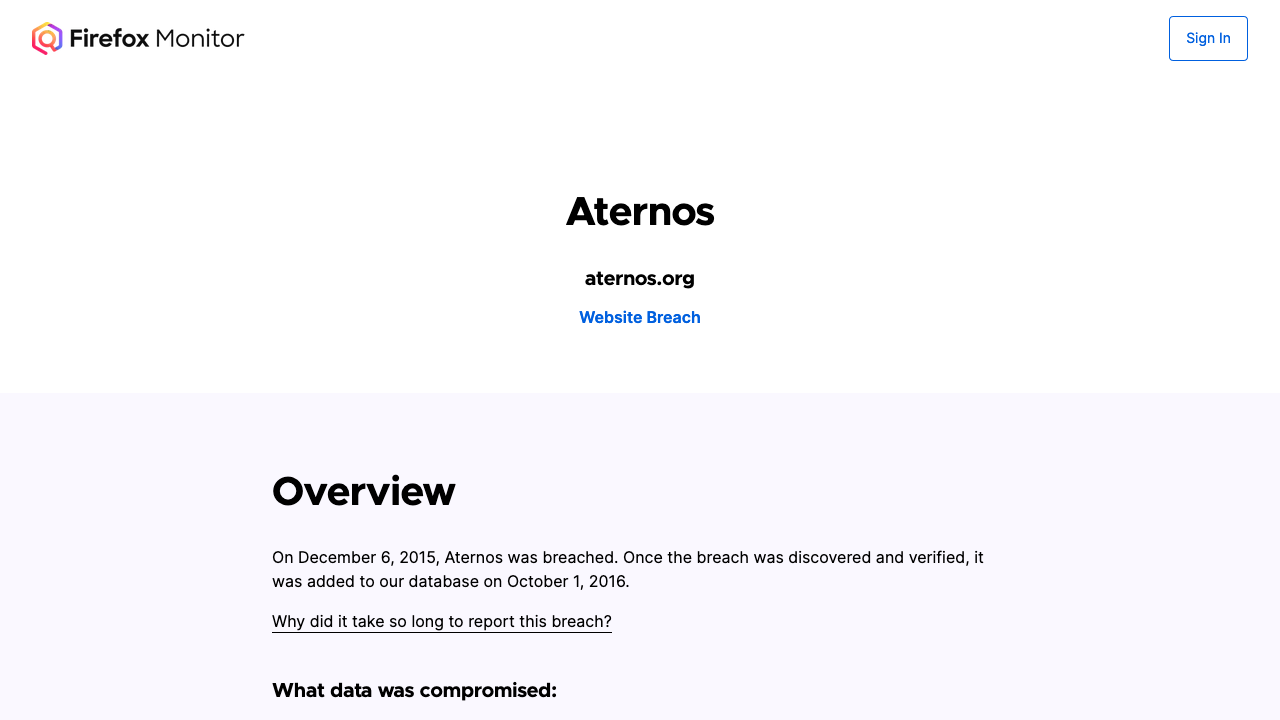 Firefox Monitor
Sign In
Aternos
aternos.org
Website Breach
Overview
On December 6, 2015, Aternos was breached. Once the breach was discovered and verified, it
was added to our database on October 1, 2016.
Why did it take so long to report this breach?
What data was compromised: